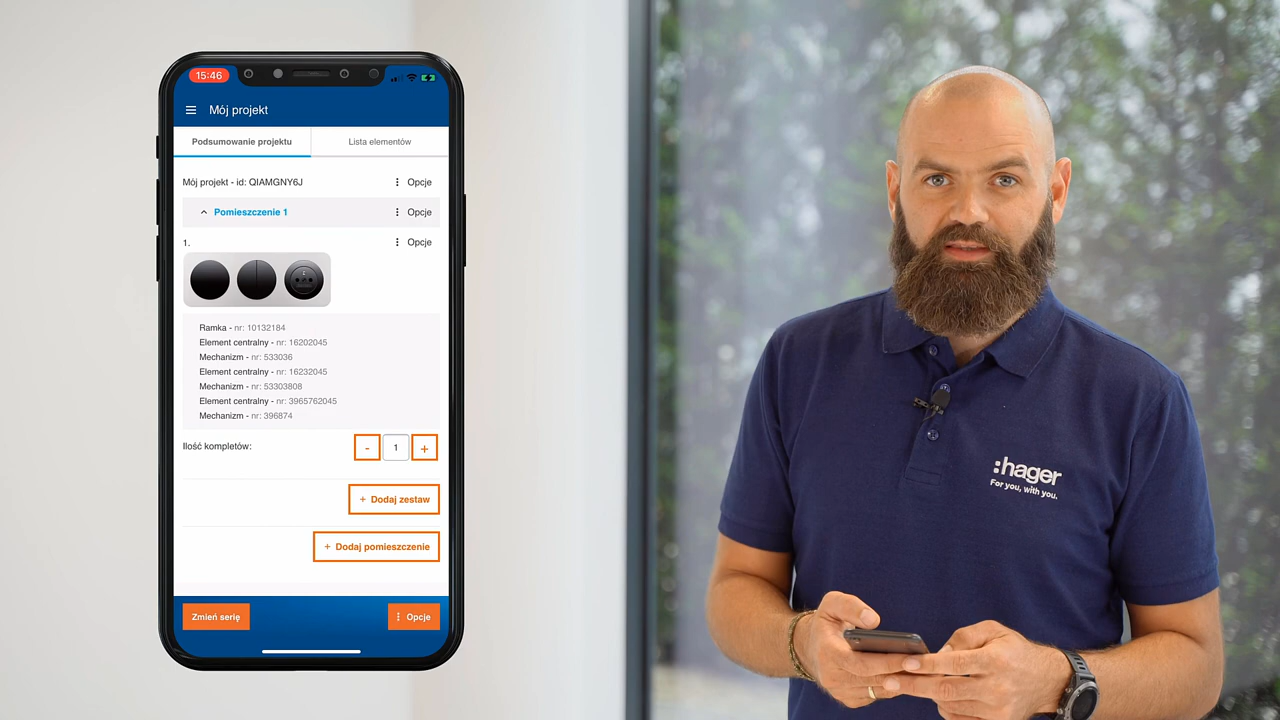 15:46
Mój projekt
Podsumowanie projektu
Lista elementów
Mój projekt - id: QIAMGNY6J
Opcje
Pomieszczenie 1
Opcje
1.
Opcje
Ramka - nr: 10132184
Element centralny - nr: 16202045
Mechanizm - nr: 533036
Element centralny - nr: 16232045
Mechanizm - nr: 53303808
Element centralny - nr: 3965762045
Mechanizm - nr: 396874
Ilość kompletów:
- 1 +
+ Dodaj zestaw
+ Dodaj pomieszczenie
Zmień serię
Opcje
:hager
For you, with you.